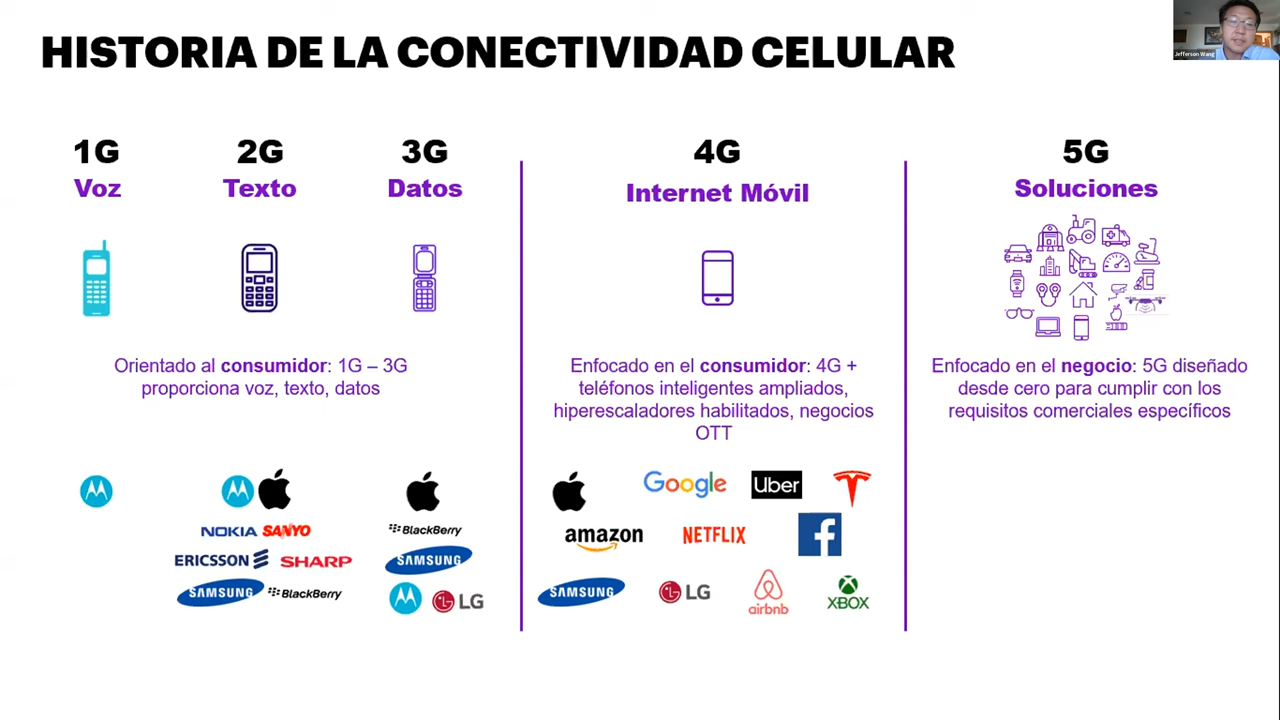 HISTORIA DE LA CONECTIVIDAD CELULAR
Jefferson Wang
1G
Voz
2G
Texto
3G
Datos
4G
Internet Móvil
5G
Soluciones
Orientado al consumidor: 1G – 3G
proporciona voz, texto, datos
Enfocado en el consumidor: 4G +
teléfonos inteligentes ampliados,
hiperescaladores habilitados, negocios
OTT
Enfocado en el negocio: 5G diseñado
desde cero para cumplir con los
requisitos comerciales específicos
NOKIA SANYO
ERICSSON SHARP
SAMSUNG BlackBerry
BlackBerry
SAMSUNG
LG
Google Uber
amazon NETFLIX
SAMSUNG LG airbnb XBOX